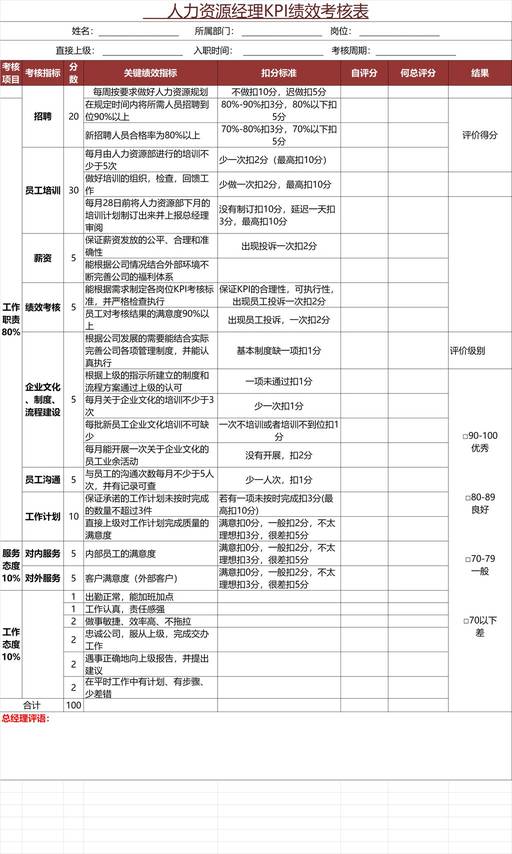 人力资源经理KPI绩效考核表
姓名： 所属部门： 岗位：
直接上级： 入职时间： 考核周期：
考核项目 考核指标 分数 关键绩效指标 扣分标准 自评分 何总评分 结果
工作职责80%
招聘 20
每周按要求做好人力资源规划 不做扣10分，迟做扣5分
在规定时间内将所需人员招聘到位90%以上 80%-90%扣3分，80%以下扣5分
新招聘人员合格率为80%以上 70%-80%扣3分，70%以下扣5分
评价得分
员工培训 30
每月由人力资源部进行的培训不少于5次 少一次扣2分（最高扣10分）
做好培训的组织，检查，回馈工作 少做一次扣2分，最高扣10分
每月28日前将人力资源部下月的培训计划制订出来并上报总经理审阅 没有制订扣10分，延迟一天扣3分，最高扣10分
薪资 5
保证薪资发放的公平、合理和准确性 出现投诉一次扣2分
能根据公司情况结合外部环境不断完善公司的福利体系
绩效考核 5
能根据需求制定各岗位KPI考核标准，并严格检查执行 保证KPI的合理性，可执行性，出现员工投诉一次扣2分
员工对考核结果的满意度90%以上 出现员工投诉，一次扣2分
企业文化、制度、流程建设 5
根据公司发展的需要能结合实际完善公司各项管理制度，并能认真执行 基本制度缺一项扣1分
评价级别
根据上级的指示所建立的制度和流程方案通过上级的认可 一项未通过扣1分
每月关于企业文化的培训不少于3次 少一次扣1分
每批新员工企业文化培训不可缺少 一次不培训或者培训不到位扣1分
每月能开展一次关于企业文化的员工业余活动 没有开展，扣2分
□90-100
优秀
员工沟通 5
与员工的沟通次数每月不少于5人次，并有记录可查 少一人次，扣1分
工作计划 10
保证承诺的工作计划未按时完成的数量不超过3件 若有一项未按时完成扣3分(最高扣10分)
直接上级对工作计划完成质量的满意度 满意扣0分，一般扣2分，不太理想扣3分，很差扣5分
□80-89
良好
服务态度10%
对内服务 5 内部员工的满意度 满意扣0分，一般扣2分，不太理想扣3分，很差扣5分
对外服务 5 客户满意度（外部客户） 满意扣0分，一般扣2分，不太理想扣3分，很差扣5分
□70-79
一般
工作态度10%
1 出勤正常，能加班加点
1 工作认真，责任感强
2 做事敏捷、效率高、不拖拉
2 忠诚公司，服从上级，完成交办工作
2 遇事正确地向上级报告，并提出建议
2 在平时工作中有计划、有步骤、少差错
□70以下
差
合计 100
总经理评语：